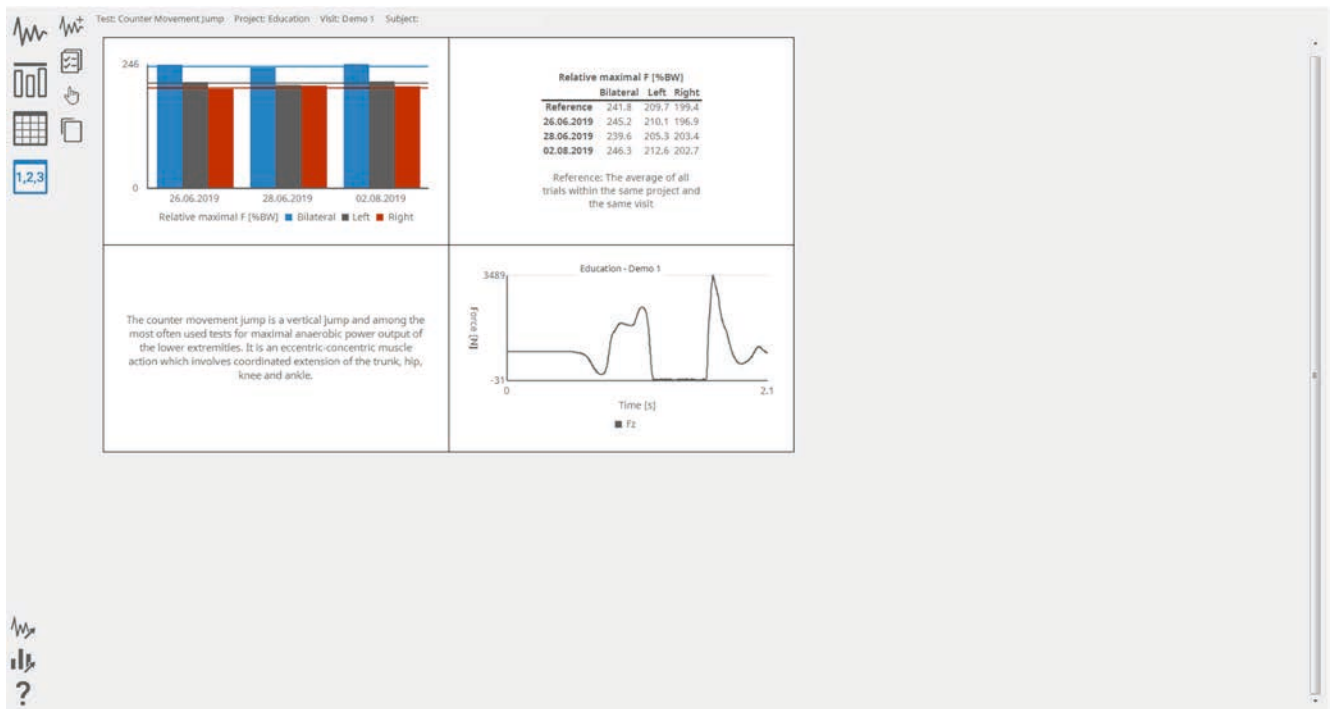 Test: Counter Movement Jump Project: Education Visit: Demo 1 Subject:
1,2,3
246
0
26.06.2019 28.06.2019 02.08.2019
Relative maximal F [%BW] Bilateral Left Right
Relative maximal F [%BW]
Bilateral Left Right
Reference 241.8 209.7 199.4
26.06.2019 245.2 210.1 196.9
28.06.2019 239.6 205.3 203.4
02.08.2019 246.3 212.6 202.7
Reference: The average of all
trials within the same project and
the same visit
The counter movement jump is a vertical jump and among the
most often used tests for maximal anaerobic power output of
the lower extremities. It is an eccentric-concentric muscle
action which involves coordinated extension of the trunk, hip,
knee and ankle.
Education - Demo 1
3489
Force [N]
-31
0 2.1
Time [s]
Fz
?